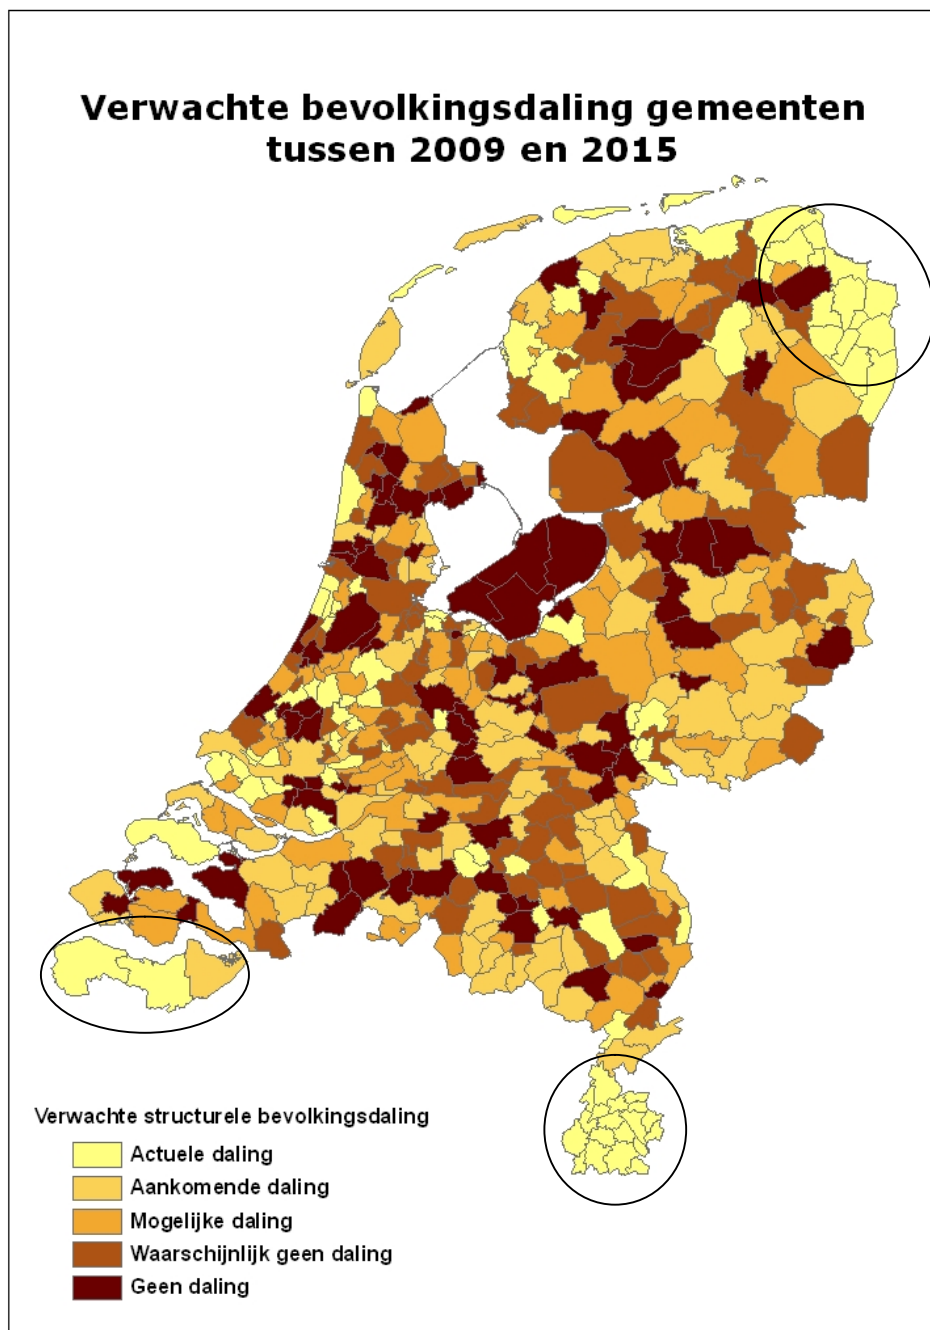 Verwachte bevolkingsdaling gemeenten
tussen 2009 en 2015
Verwachte structurele bevolkingsdaling
Actuele daling
Aankomende daling
Mogelijke daling
Waarschijnlijk geen daling
Geen daling